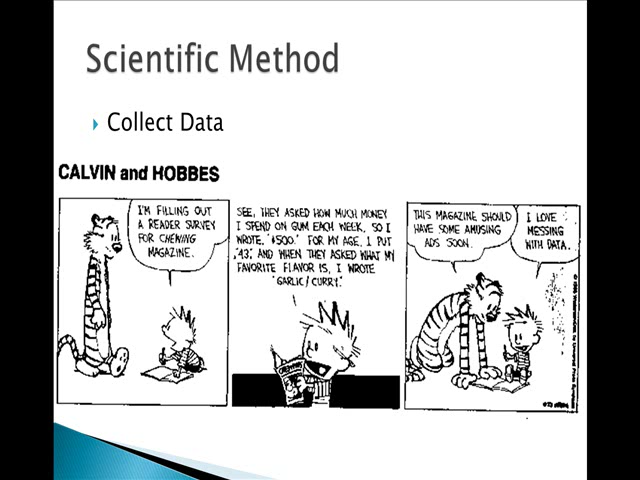 Scientific Method
Collect Data
CALVIN and HOBBES
I'M FILLING OUT
A READER SURVEY
FOR CHEWING
MAGAZINE.
SEE, THEY ASKED HOW MUCH MONEY
I SPEND ON GUM EACH WEEK, SO I
WROTE, "$500." FOR MY AGE, I PUT
"43," AND WHEN THEY ASKED WHAT MY
FAVORITE FLAVOR IS, I WROTE
"GARLIC/CURRY."
THIS MAGAZINE SHOULD
HAVE SOME AMUSING
ADS SOON.
I LOVE
MESSING
WITH DATA.